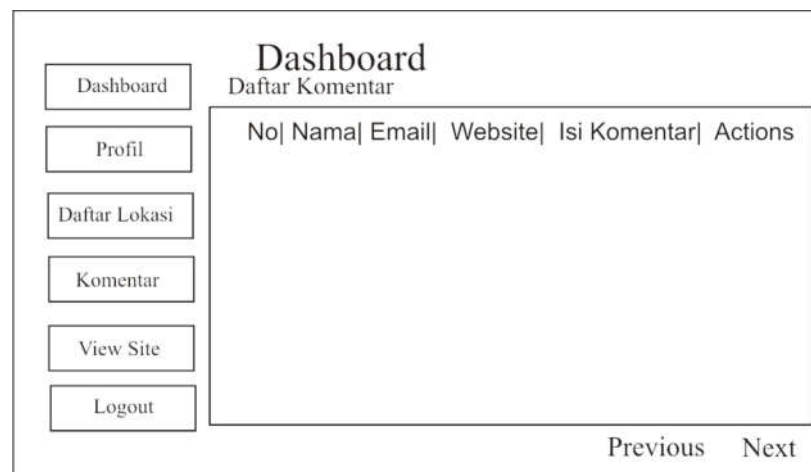 Dashboard
Daftar Komentar
Dashboard
Profil
Daftar Lokasi
Komentar
View Site
Logout
No| Nama| Email| Website| Isi Komentar| Actions
Previous Next